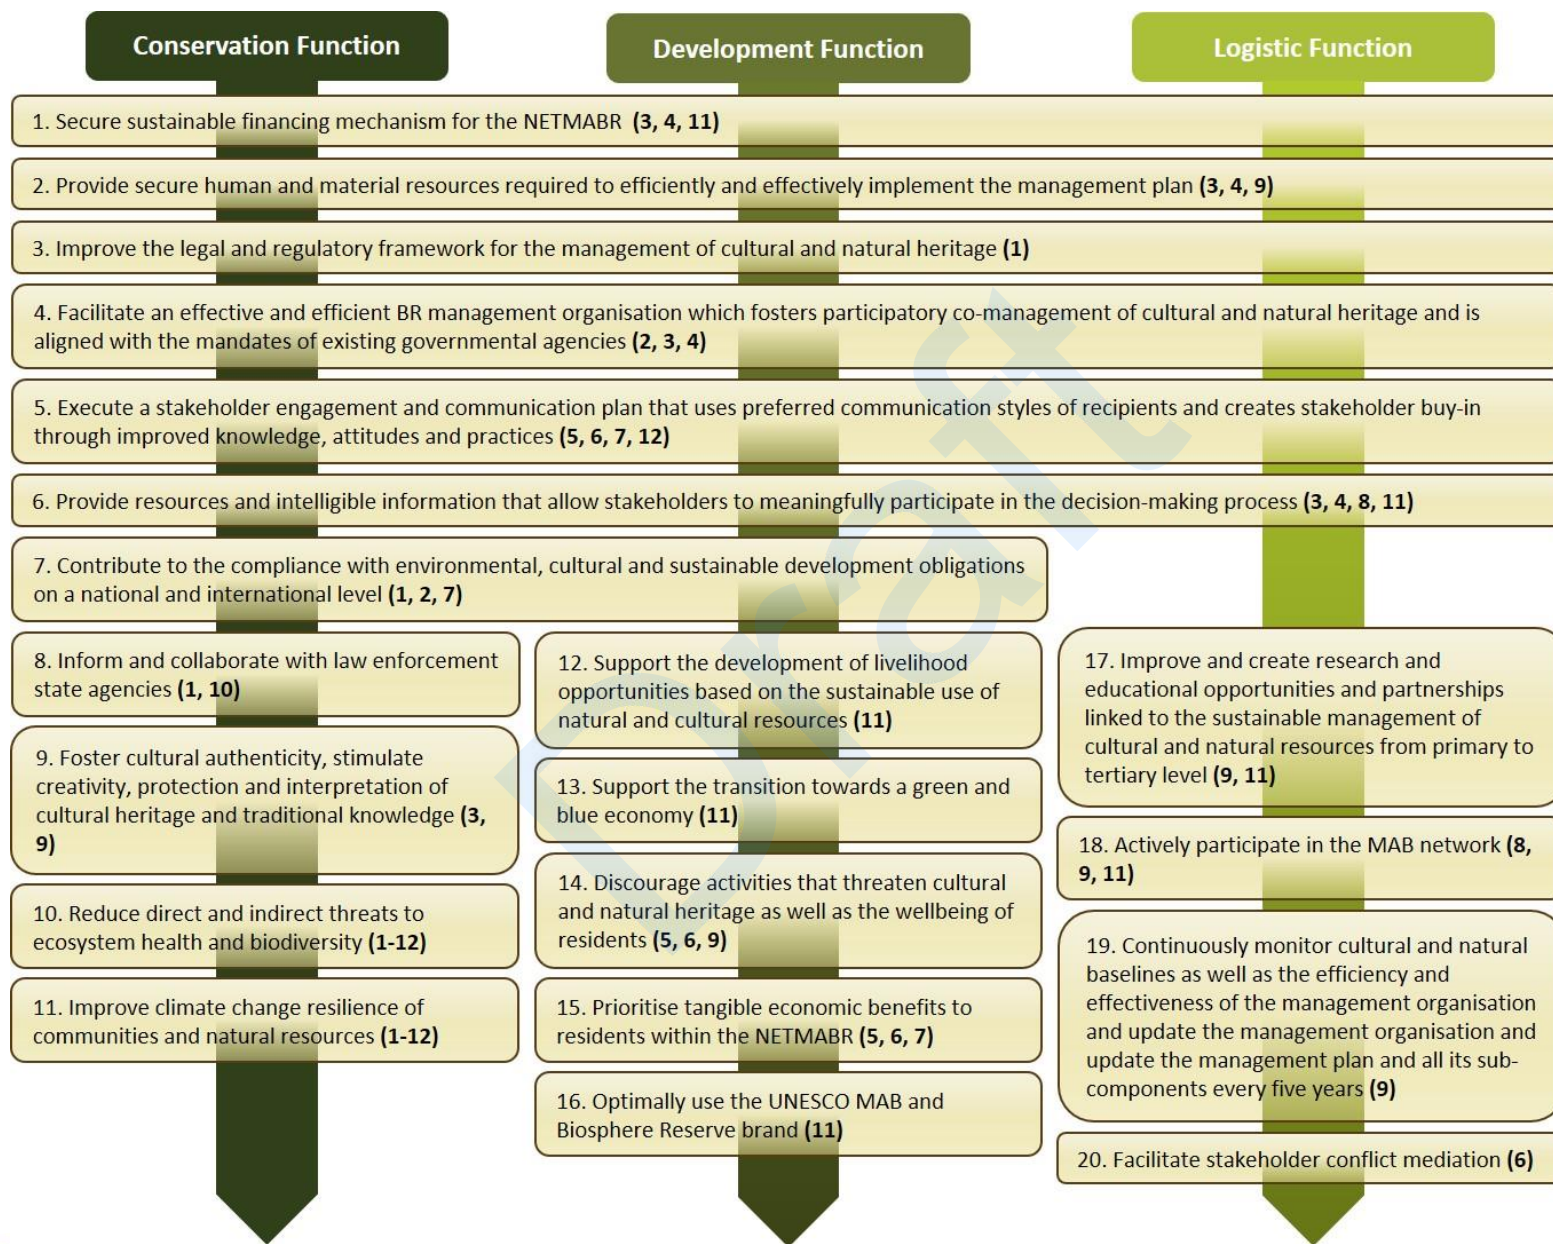 Conservation Function
Development Function
Logistic Function
1. Secure sustainable financing mechanism for the NETMABR (3, 4, 11)
2. Provide secure human and material resources required to efficiently and effectively implement the management plan (3, 4, 9)
3. Improve the legal and regulatory framework for the management of cultural and natural heritage (1)
4. Facilitate an effective and efficient BR management organisation which fosters participatory co-management of cultural and natural heritage and is
aligned with the mandates of existing governmental agencies (2, 3, 4)
5. Execute a stakeholder engagement and communication plan that uses preferred communication styles of recipients and creates stakeholder buy-in
through improved knowledge, attitudes and practices (5, 6, 7, 12)
6. Provide resources and intelligible information that allow stakeholders to meaningfully participate in the decision-making process (3, 4, 8, 11)
7. Contribute to the compliance with environmental, cultural and sustainable development obligations
on a national and international level (1, 2, 7)
8. Inform and collaborate with law enforcement
state agencies (1, 10)
9. Foster cultural authenticity, stimulate
creativity, protection and interpretation of
cultural heritage and traditional knowledge (3,
9)
10. Reduce direct and indirect threats to
ecosystem health and biodiversity (1-12)
11. Improve climate change resilience of
communities and natural resources (1-12)
12. Support the development of livelihood
opportunities based on the sustainable use of
natural and cultural resources (11)
13. Support the transition towards a green and
blue economy (11)
14. Discourage activities that threaten cultural
and natural heritage as well as the wellbeing of
residents (5, 6, 9)
15. Prioritise tangible economic benefits to
residents within the NETMABR (5, 6, 7)
16. Optimally use the UNESCO MAB and
Biosphere Reserve brand (11)
17. Improve and create research and
educational opportunities and partnerships
linked to the sustainable management of
cultural and natural resources from primary to
tertiary level (9, 11)
18. Actively participate in the MAB network (8,
9, 11)
19. Continuously monitor cultural and natural
baselines as well as the efficiency and
effectiveness of the management organisation
and update the management organisation and
update the management plan and all its sub-
components every five years (9)
20. Facilitate stakeholder conflict mediation (6)
Draft